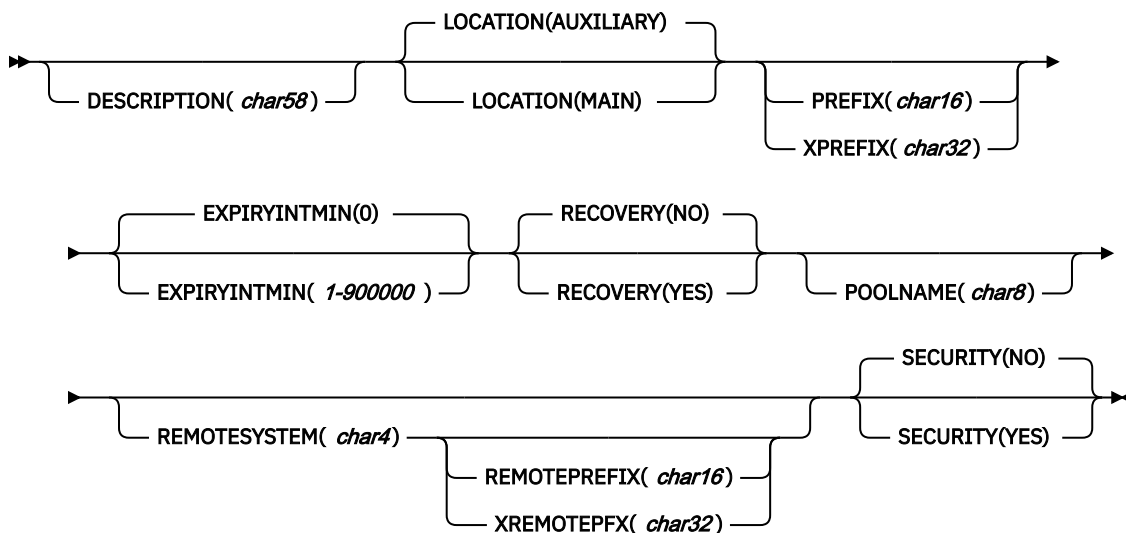 LOCATION(AUXILIARY)
DESCRIPTION( char58)
LOCATION(MAIN)
PREFIX(char16)
XPREFIX( char32)
EXPIRYINTMIN(0)
RECOVERY(NO)
EXPIRYINTMIN( 1-900000 )
RECOVERY(YES)
POOLNAME( char8)
SECURITY(NO)
REMOTESYSTEM( char4)
SECURITY(YES)
REMOTEPREFIX( char16)
XREMOTEPFX( char32)